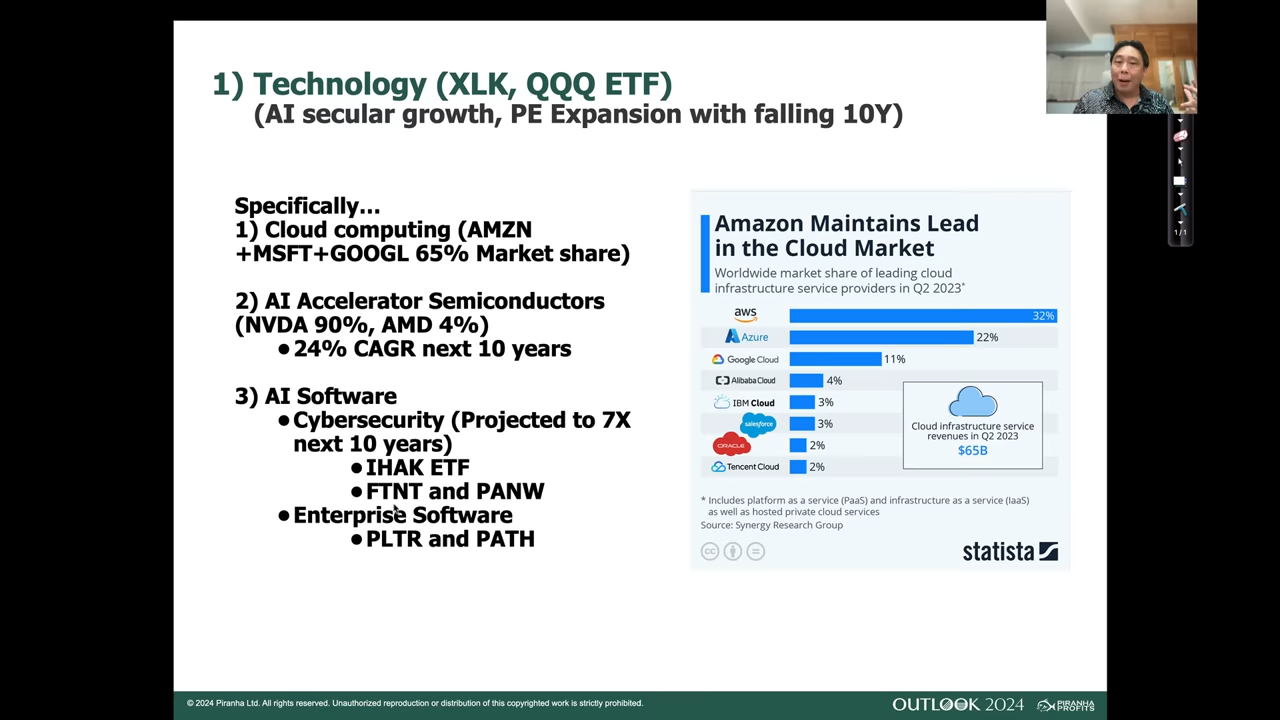 1) Technology (XLK, QQQ ETF)
(AI secular growth, PE Expansion with falling 10Y)
Specifically...
1) Cloud computing (AMZN
+MSFT+GOOGL 65% Market share)
2) AI Accelerator Semiconductors
(NVDA 90%, AMD 4%)
●24% CAGR next 10 years
3) AI Software
●Cybersecurity (Projected to 7X
next 10 years)
●IHAK ETF
●FTNT and PANW
●Enterprise Software
●PLTR and PATH
Amazon Maintains Lead
in the Cloud Market
Worldwide market share of leading cloud
infrastructure service providers in Q2 2023*
aws 32%
Azure 22%
Google Cloud 11%
Alibaba Cloud 4%
IBM Cloud 3%
salesforce 3%
ORACLE 2%
Tencent Cloud 2%
Cloud infrastructure service
revenues in Q2 2023
$65B
* Includes platform as a service (PaaS) and infrastructure as a service (IaaS)
as well as hosted private cloud services
Source: Synergy Research Group
cc
statista
1/1
© 2024 Piranha Ltd. All rights reserved. Unauthorized reproduction or distribution of this copyrighted work is strictly prohibited.
OUTLOOK 2024
PIRANHA
PROFITS